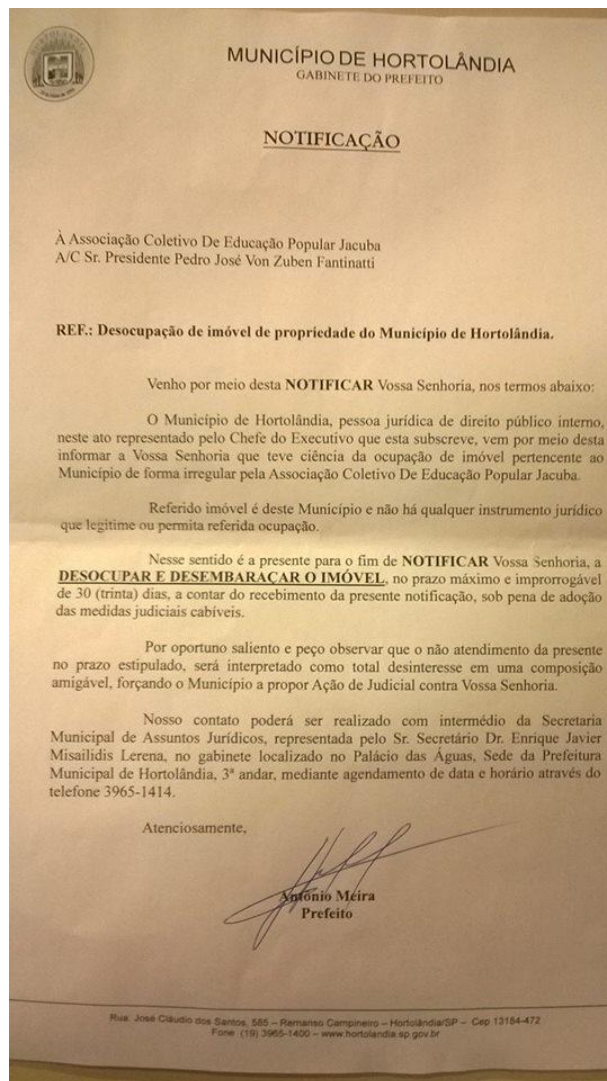 MUNICÍPIO DE HORTOLÂNDIA
GABINETE DO PREFEITO
NOTIFICAÇÃO
À Associação Coletivo De Educação Popular Jacuba
A/C Sr. Presidente Pedro José Von Zuben Fantinatti
REF.: Desocupação de imóvel de propriedade do Município de Hortolândia.
Venho por meio desta NOTIFICAR Vossa Senhoria, nos termos abaixo:
O Município de Hortolândia, pessoa jurídica de direito público interno,
neste ato representado pelo Chefe do Executivo que esta subscreve, vem por meio desta
informar a Vossa Senhoria que teve ciência da ocupação de imóvel pertencente ao
Município de forma irregular pela Associação Coletivo De Educação Popular Jacuba.
Referido imóvel é deste Município e não há qualquer instrumento jurídico
que legitime ou permita referida ocupação.
Nesse sentido é a presente para o fim de NOTIFICAR Vossa Senhoria, a
DESOCUPAR E DESEMBARAÇAR O IMÓVEL, no prazo máximo e improrrogável
de 30 (trinta) dias, a contar do recebimento da presente notificação, sob pena de adoção
das medidas judiciais cabíveis.
Por oportuno saliento e peço observar que o não atendimento da presente
no prazo estipulado, será interpretado como total desinteresse em uma composição
amigável, forçando o Município a propor Ação de Judicial contra Vossa Senhoria.
Nosso contato poderá ser realizado com intermédio da Secretaria
Municipal de Assuntos Jurídicos, representada pelo Sr. Secretário Dr. Enrique Javier
Misailidis Lerena, no gabinete localizado no Palácio das Águas, Sede da Prefeitura
Municipal de Hortolândia, 3ª andar, mediante agendamento de data e horário através do
telefone 3965-1414.
Atenciosamente,
Antonio Meira
Prefeito
Rua: José Cláudio dos Santos, 585 – Remanso Campineiro – Hortolândia/SP – Cep 13184-472
Fone (19) 3965-1400 – www.hortolandia.sp.gov.br